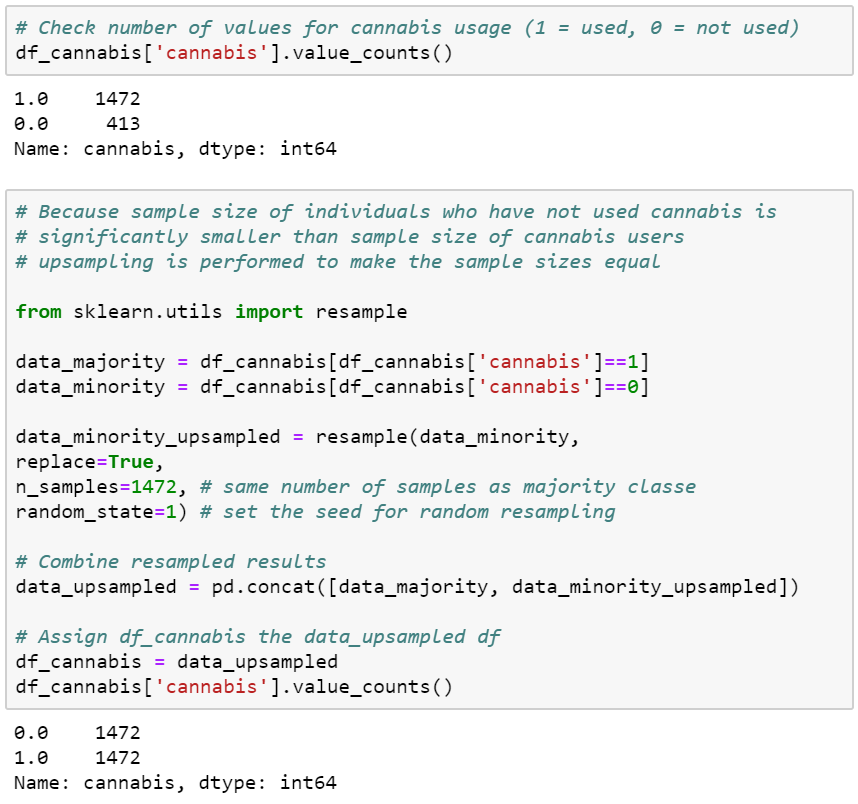 # Check number of values for cannabis usage (1 = used, 0 = not used)
df_cannabis['cannabis'].value_counts()
1.0    1472
0.0     413
Name: cannabis, dtype: int64
# Because sample size of individuals who have not used cannabis is
# significantly smaller than sample size of cannabis users
# upsampling is performed to make the sample sizes equal
from sklearn.utils import resample
data_majority = df_cannabis[df_cannabis['cannabis']==1]
data_minority = df_cannabis[df_cannabis['cannabis']==0]
data_minority_upsampled = resample(data_minority,
replace=True,
n_samples=1472, # same number of samples as majority classe
random_state=1) # set the seed for random resampling
# Combine resampled results
data_upsampled = pd.concat([data_majority, data_minority_upsampled])
# Assign df_cannabis the data_upsampled df
df_cannabis = data_upsampled
df_cannabis['cannabis'].value_counts()
0.0    1472
1.0    1472
Name: cannabis, dtype: int64